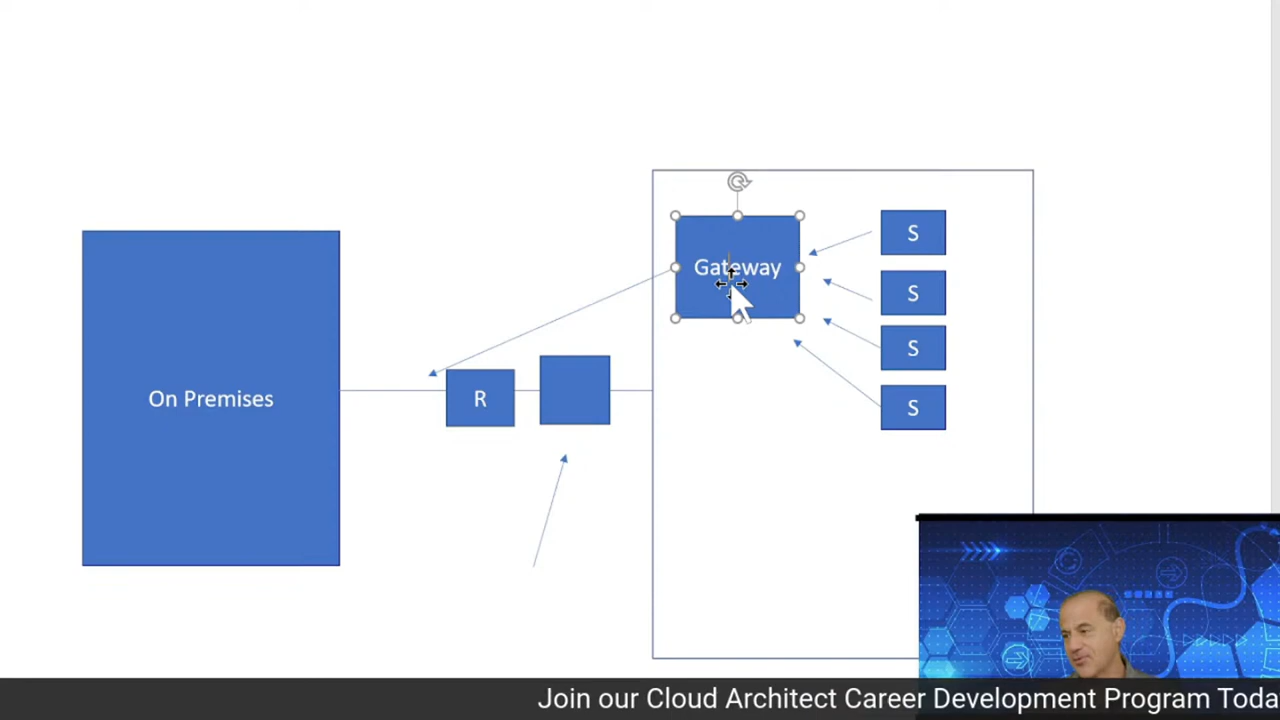 Gateway
S
S
S
S
On Premises
R
Join our Cloud Architect Career Development Program Toda